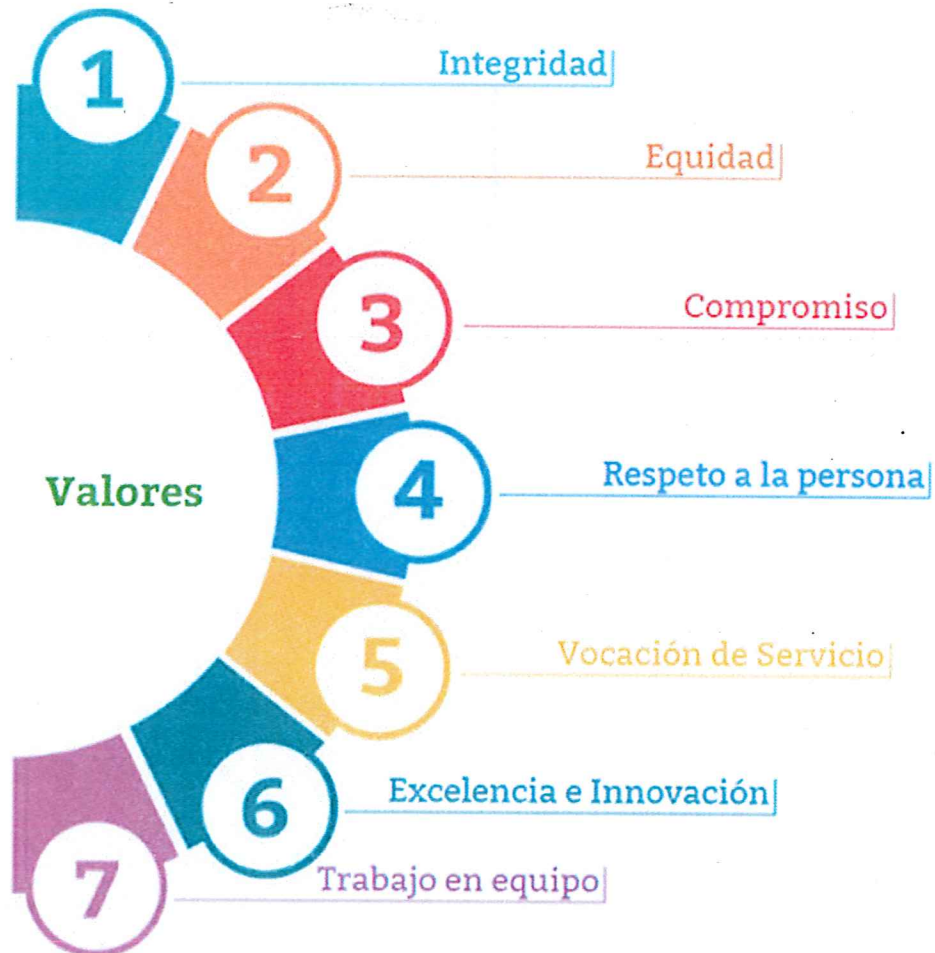 1
Integridad
2
Equidad
3
Compromiso
Valores
4
Respeto a la persona
5
Vocación de Servicio
6
Excelencia e Innovación
7
Trabajo en equipo